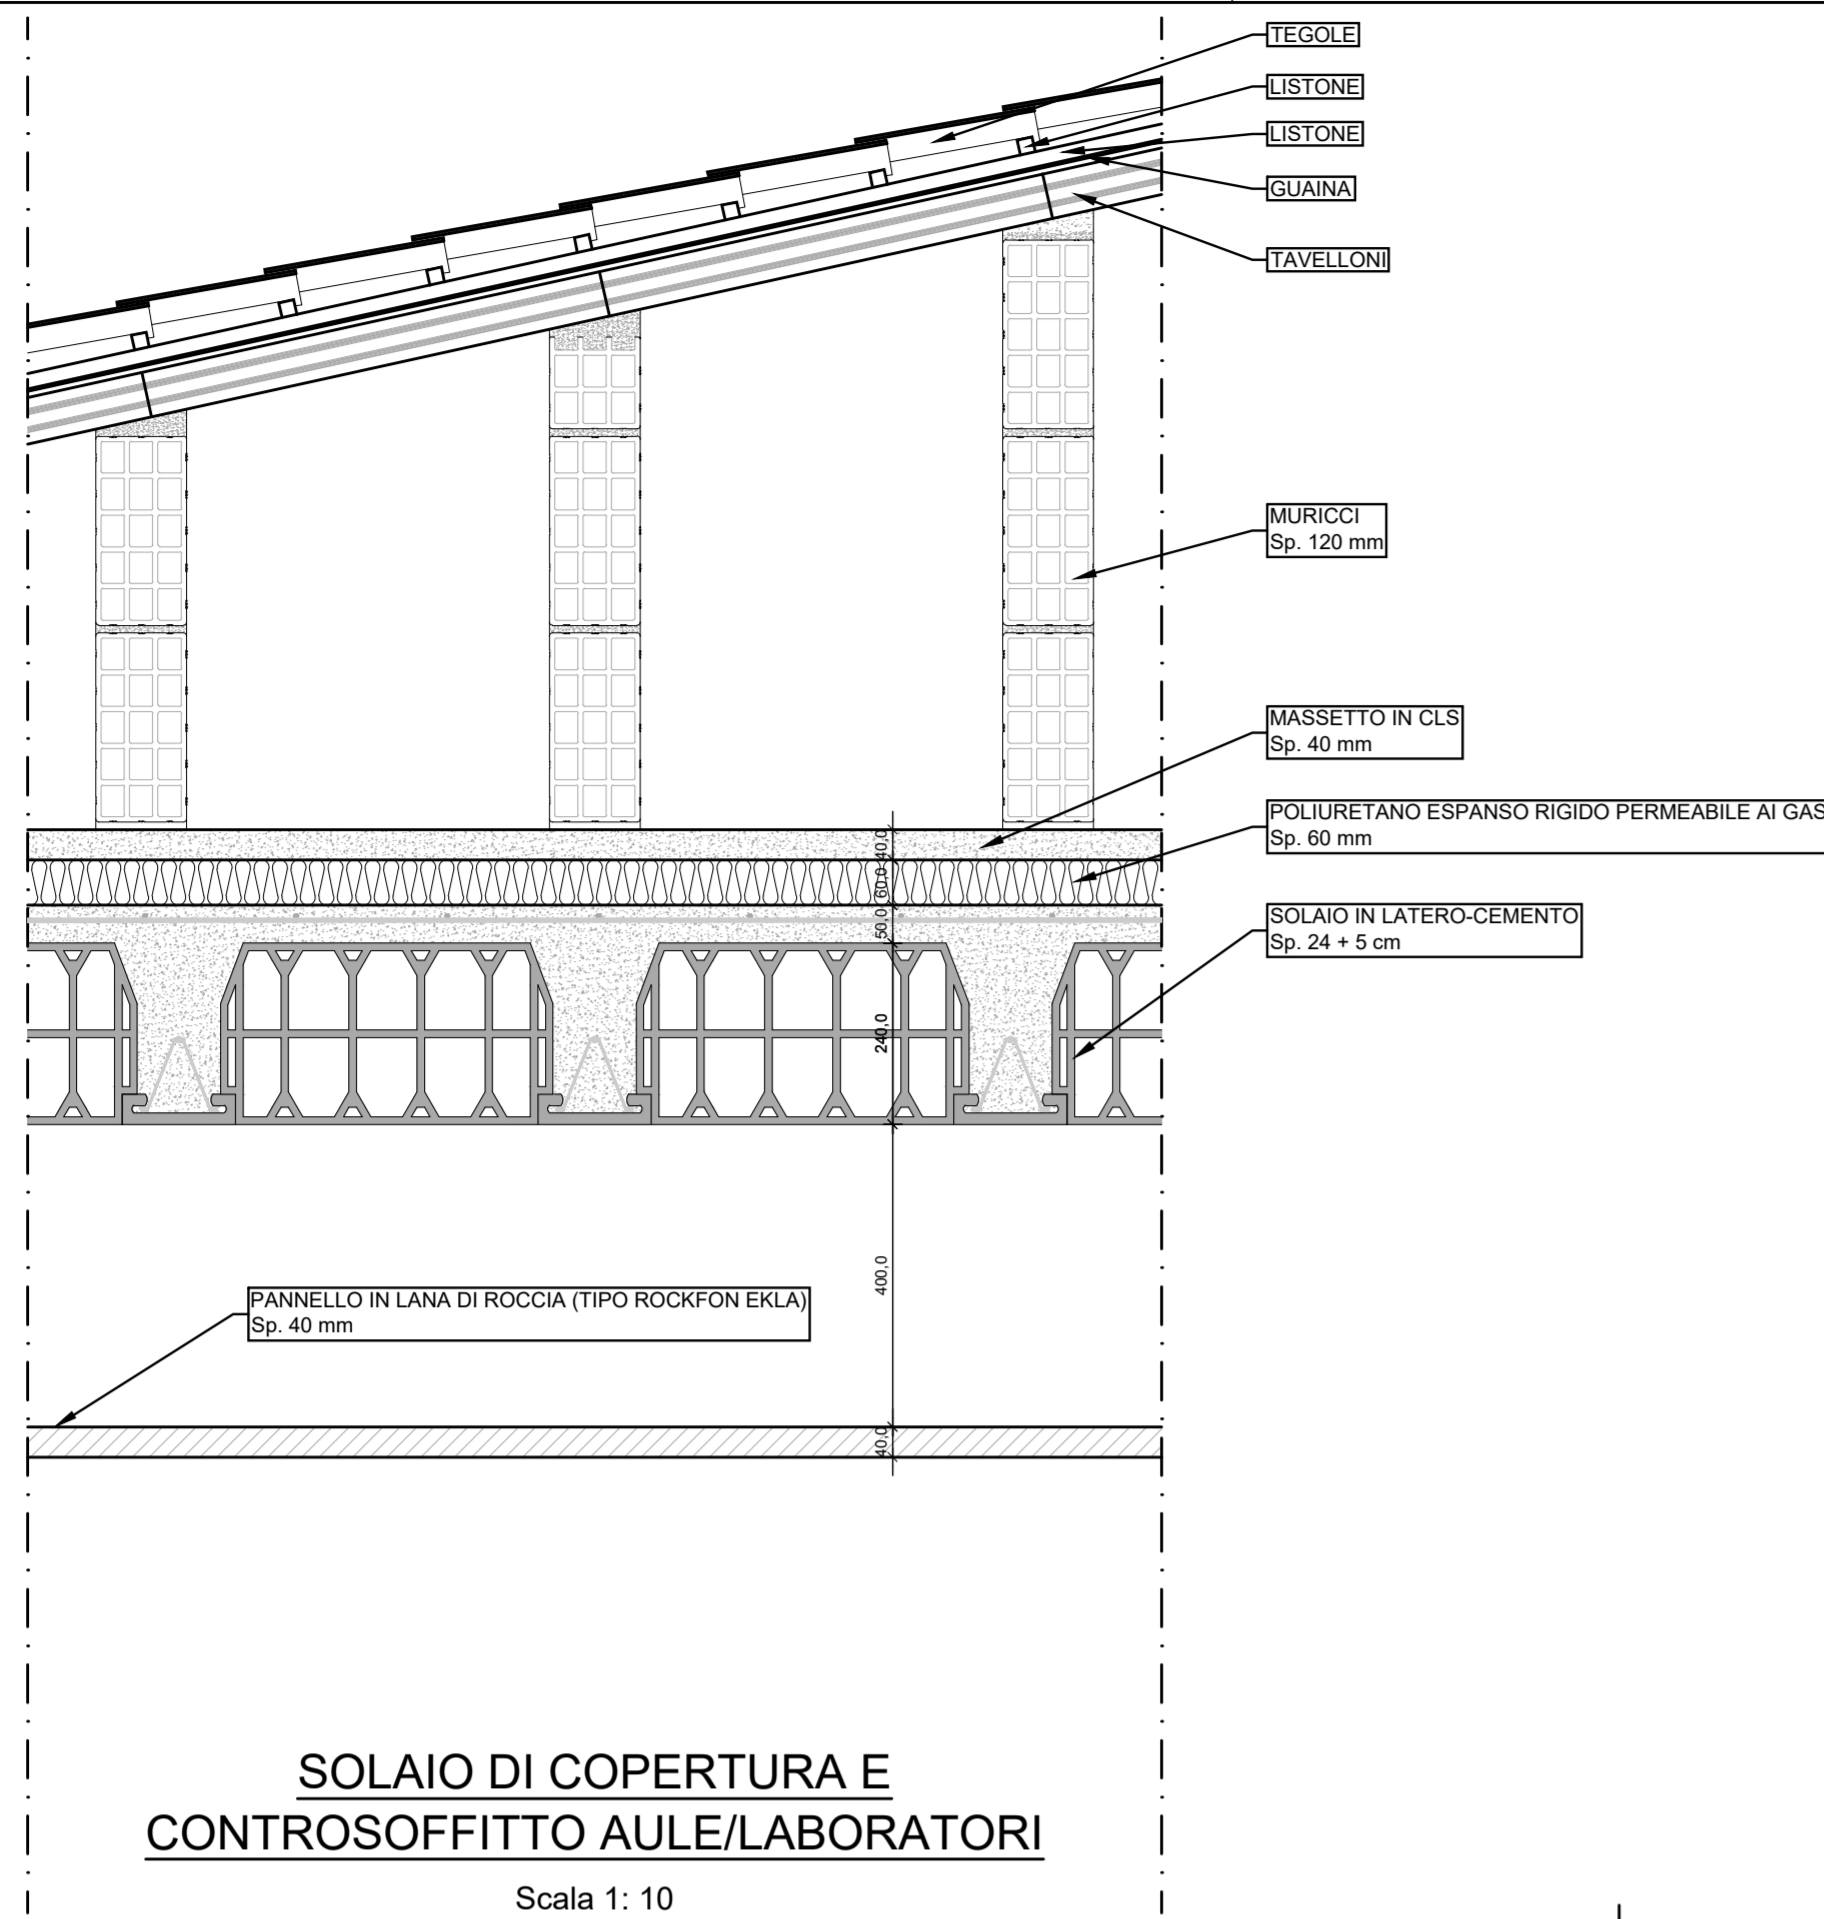 TEGOLE
LISTONE
LISTONE
GUAINA
TAVELLONI
MURICCI
Sp. 120 mm
MASSETTO IN CLS
Sp. 40 mm
POLIURETANO ESPANSO RIGIDO PERMEABILE AI GAS
Sp. 60 mm
SOLAIO IN LATERO-CEMENTO
Sp. 24 + 5 cm
40,0
60,0
50,0
240,0
400,0
40,0
PANNELLO IN LANA DI ROCCIA (TIPO ROCKFON EKLA)
Sp. 40 mm
SOLAIO DI COPERTURA E
CONTROSOFFITTO AULE/LABORATORI
Scala 1: 10